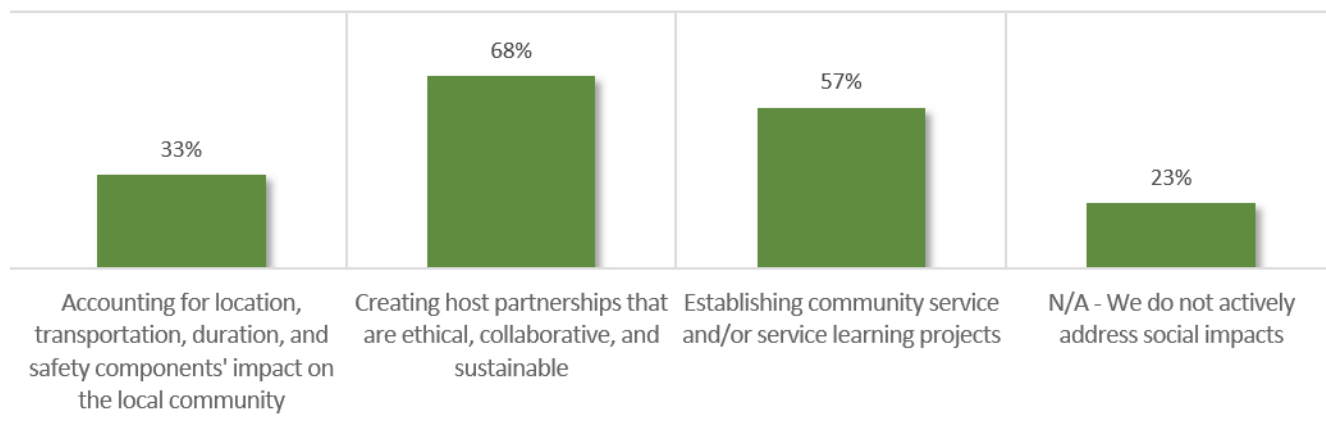 33%
68%
57%
23%
Accounting for location,
transportation, duration, and
safety components' impact on
the local community
Creating host partnerships that
are ethical, collaborative, and
sustainable
Establishing community service
and/or service learning projects
N/A - We do not actively
address social impacts